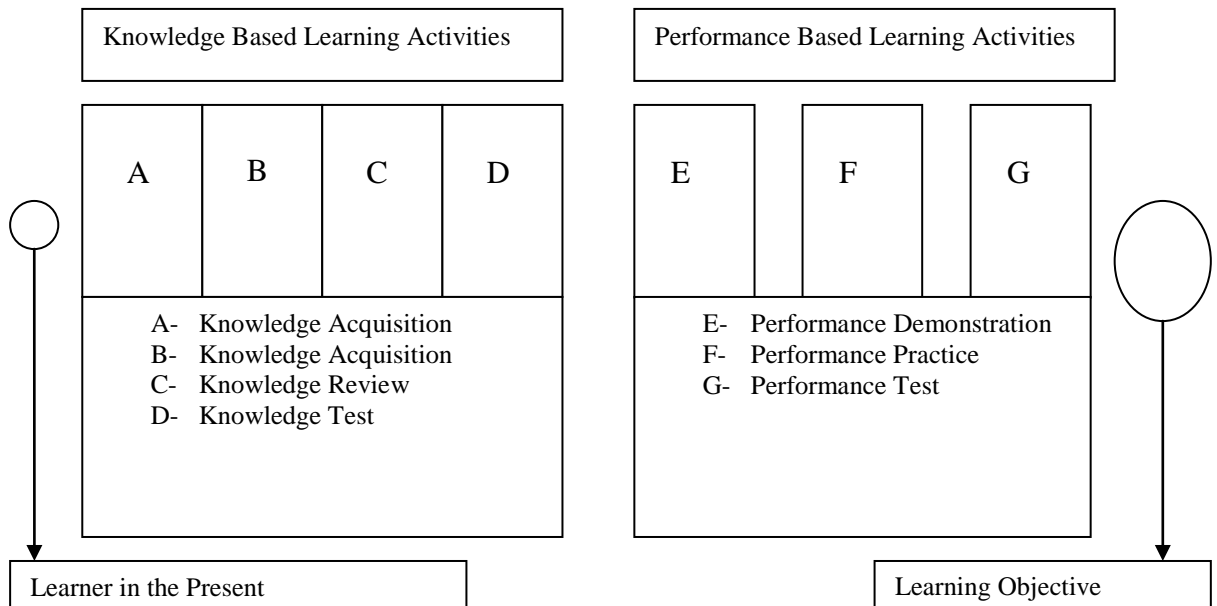 Knowledge Based Learning Activities
Performance Based Learning Activities
A
B
C
D
E
F
G
A- Knowledge Acquisition
B- Knowledge Acquisition
C- Knowledge Review
D- Knowledge Test
E- Performance Demonstration
F- Performance Practice
G- Performance Test
Learner in the Present
Learning Objective